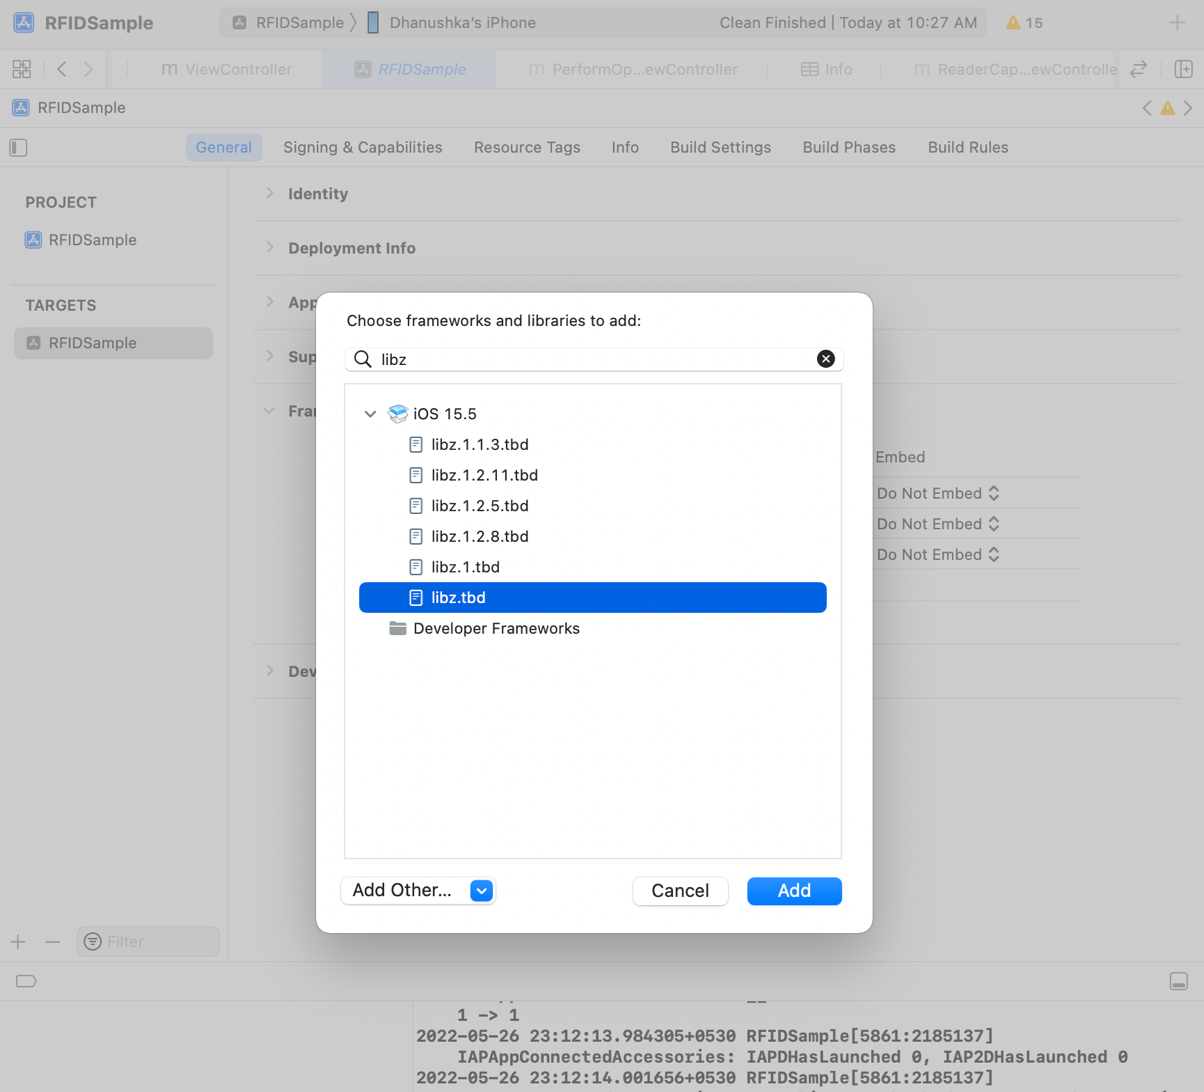 RFIDSample
RFIDSample
Dhanushka's iPhone
Clean Finished | Today at 10:27 AM
15
ViewController
RFIDSample
PerformOp...ewController
Info
ReaderCap...ewControlle
RFIDSample
General
Signing & Capabilities
Resource Tags
Info
Build Settings
Build Phases
Build Rules
PROJECT
RFIDSample
TARGETS
RFIDSample
Identity
Deployment Info
App
Sup
Fra
Embed
Do Not Embed
Do Not Embed
Do Not Embed
Dev
Choose frameworks and libraries to add:
libz
iOS 15.5
libz.1.1.3.tbd
libz.1.2.11.tbd
libz.1.2.5.tbd
libz.1.2.8.tbd
libz.1.tbd
libz.tbd
Developer Frameworks
Add Other...
Cancel
Add
Filter
1 -> 1
2022-05-26 23:12:13.984305+0530 RFIDSample[5861:2185137]
IAPAppConnectedAccessories: IAPDHasLaunched 0, IAP2DHasLaunched 0
2022-05-26 23:12:14.001656+0530 RFIDSample[5861:2185137]